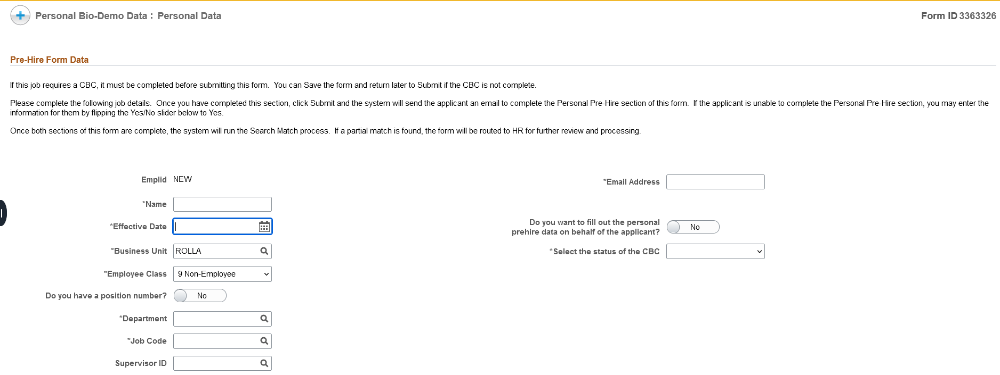 Personal Bio-Demo Data :  Personal Data
Form ID 3363326
Pre-Hire Form Data
If this job requires a CBC, it must be completed before submitting this form.  You can Save the form and return later to Submit if the CBC is not complete.
Please complete the following job details.  Once you have completed this section, click Submit and the system will send the applicant an email to complete the Personal Pre-Hire section of this form.  If the applicant is unable to complete the Personal Pre-Hire section, you may enter the
information for them by flipping the Yes/No slider below to Yes.
Once both sections of this form are complete, the system will run the Search Match process.  If a partial match is found, the form will be routed to HR for further review and processing.
Emplid NEW
*Email Address
*Name
*Effective Date
Do you want to fill out the personal
prehire data on behalf of the applicant? No
*Business Unit ROLLA
*Select the status of the CBC
*Employee Class 9 Non-Employee
Do you have a position number? No
*Department
*Job Code
Supervisor ID